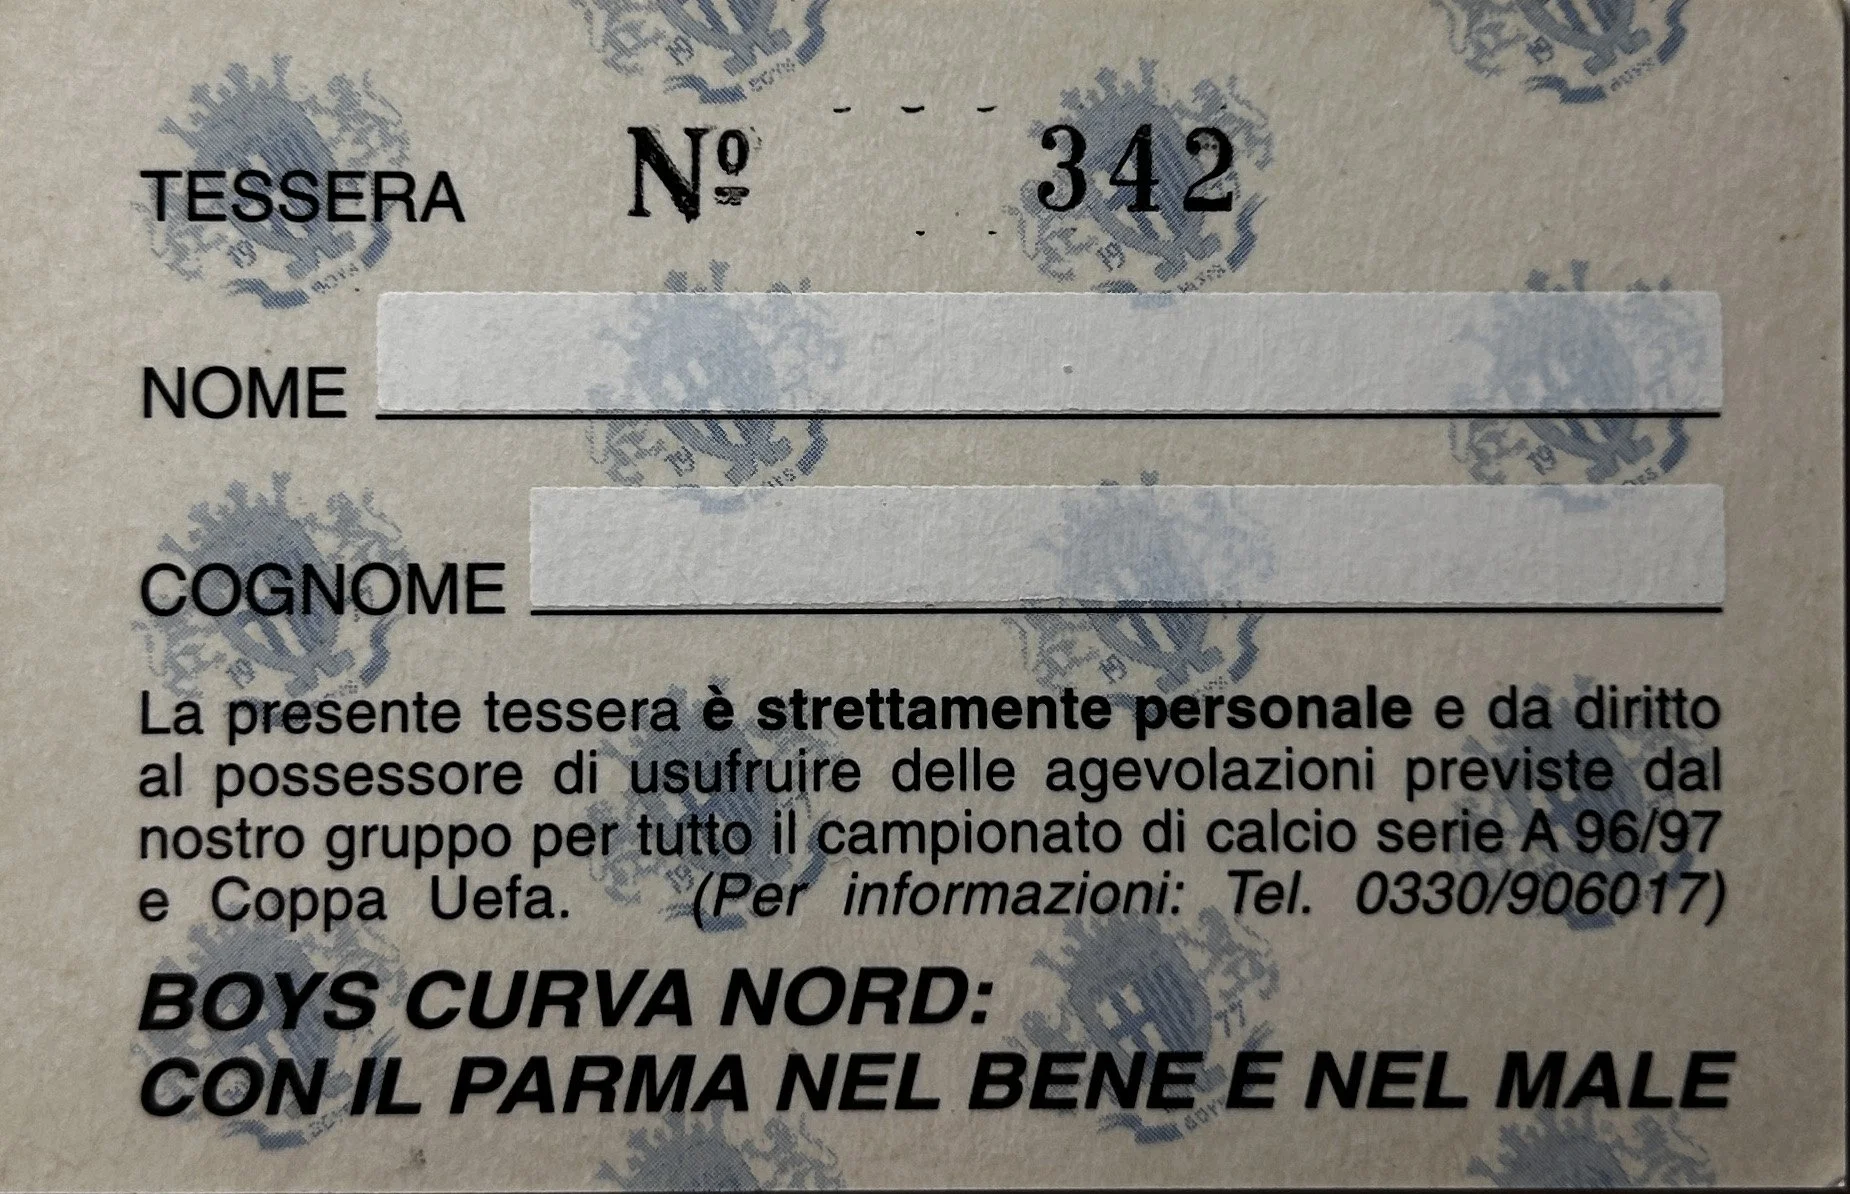 TESSERA Nº 342
NOME
COGNOME
La presente tessera è strettamente personale e da diritto
al possessore di usufruire delle agevolazioni previste dal
nostro gruppo per tutto il campionato di calcio serie A 96/97
e Coppa Uefa. (Per informazioni: Tel. 0330/906017)
BOYS CURVA NORD:
CON IL PARMA NEL BENE E NEL MALE